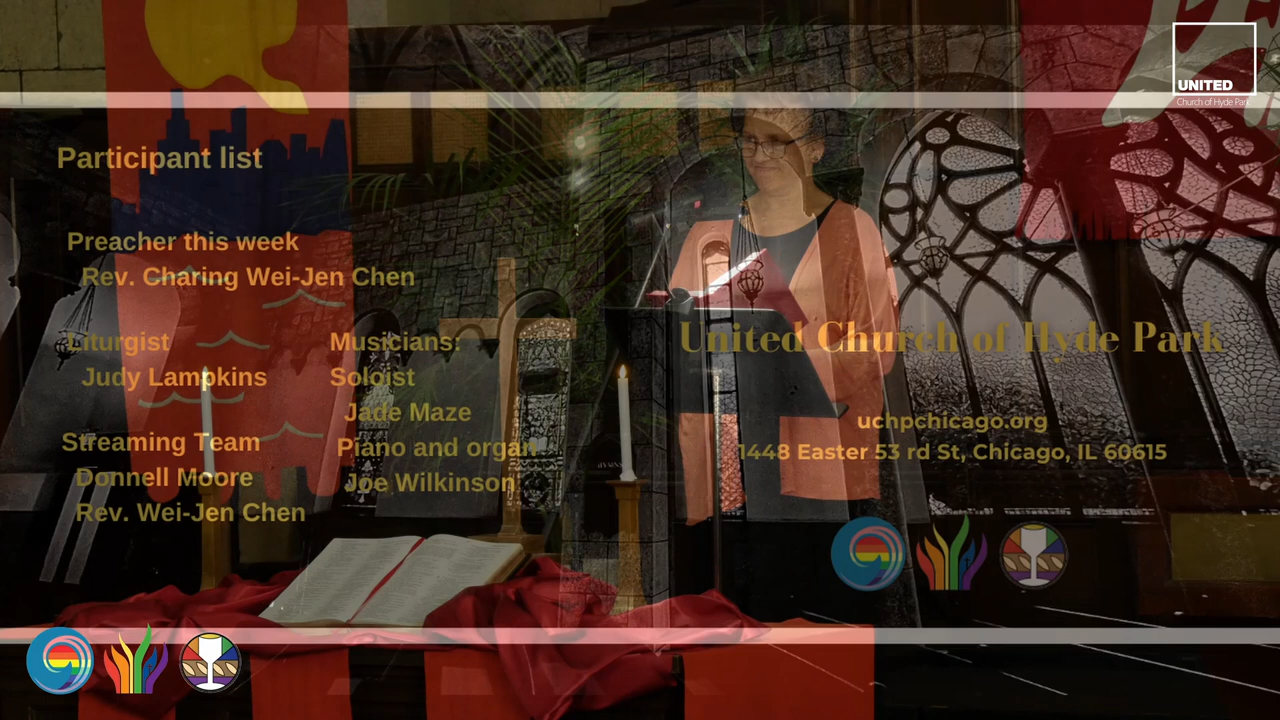 UNITED
Church of Hyde Park
Participant list
Preacher this week
Rev. Charing Wei-Jen Chen
Liturgist
Judy Lampkins
Streaming Team
Donnell Moore
Rev. Wei-Jen Chen
Musicians:
Soloist
Jade Maze
Piano and organ
Joe Wilkinson
United Church of Hyde Park
uchpchicago.org
1448 Easter 53 rd St, Chicago, IL 60615